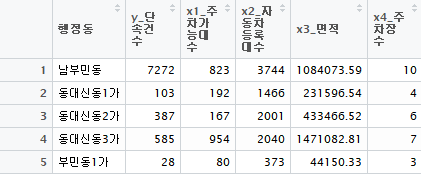 행정동 y_단속건수 x1_주차가능대수 x2_자동차등록대수 x3_면적 x4_주차장수
1 남부민동 7272 823 3744 1084073.59 10
2 동대신동1가 103 192 1466 231596.54 4
3 동대신동2가 387 167 2001 433466.52 6
4 동대신동3가 585 954 2040 1471082.81 7
5 부민동1가 28 80 373 44150.33 3